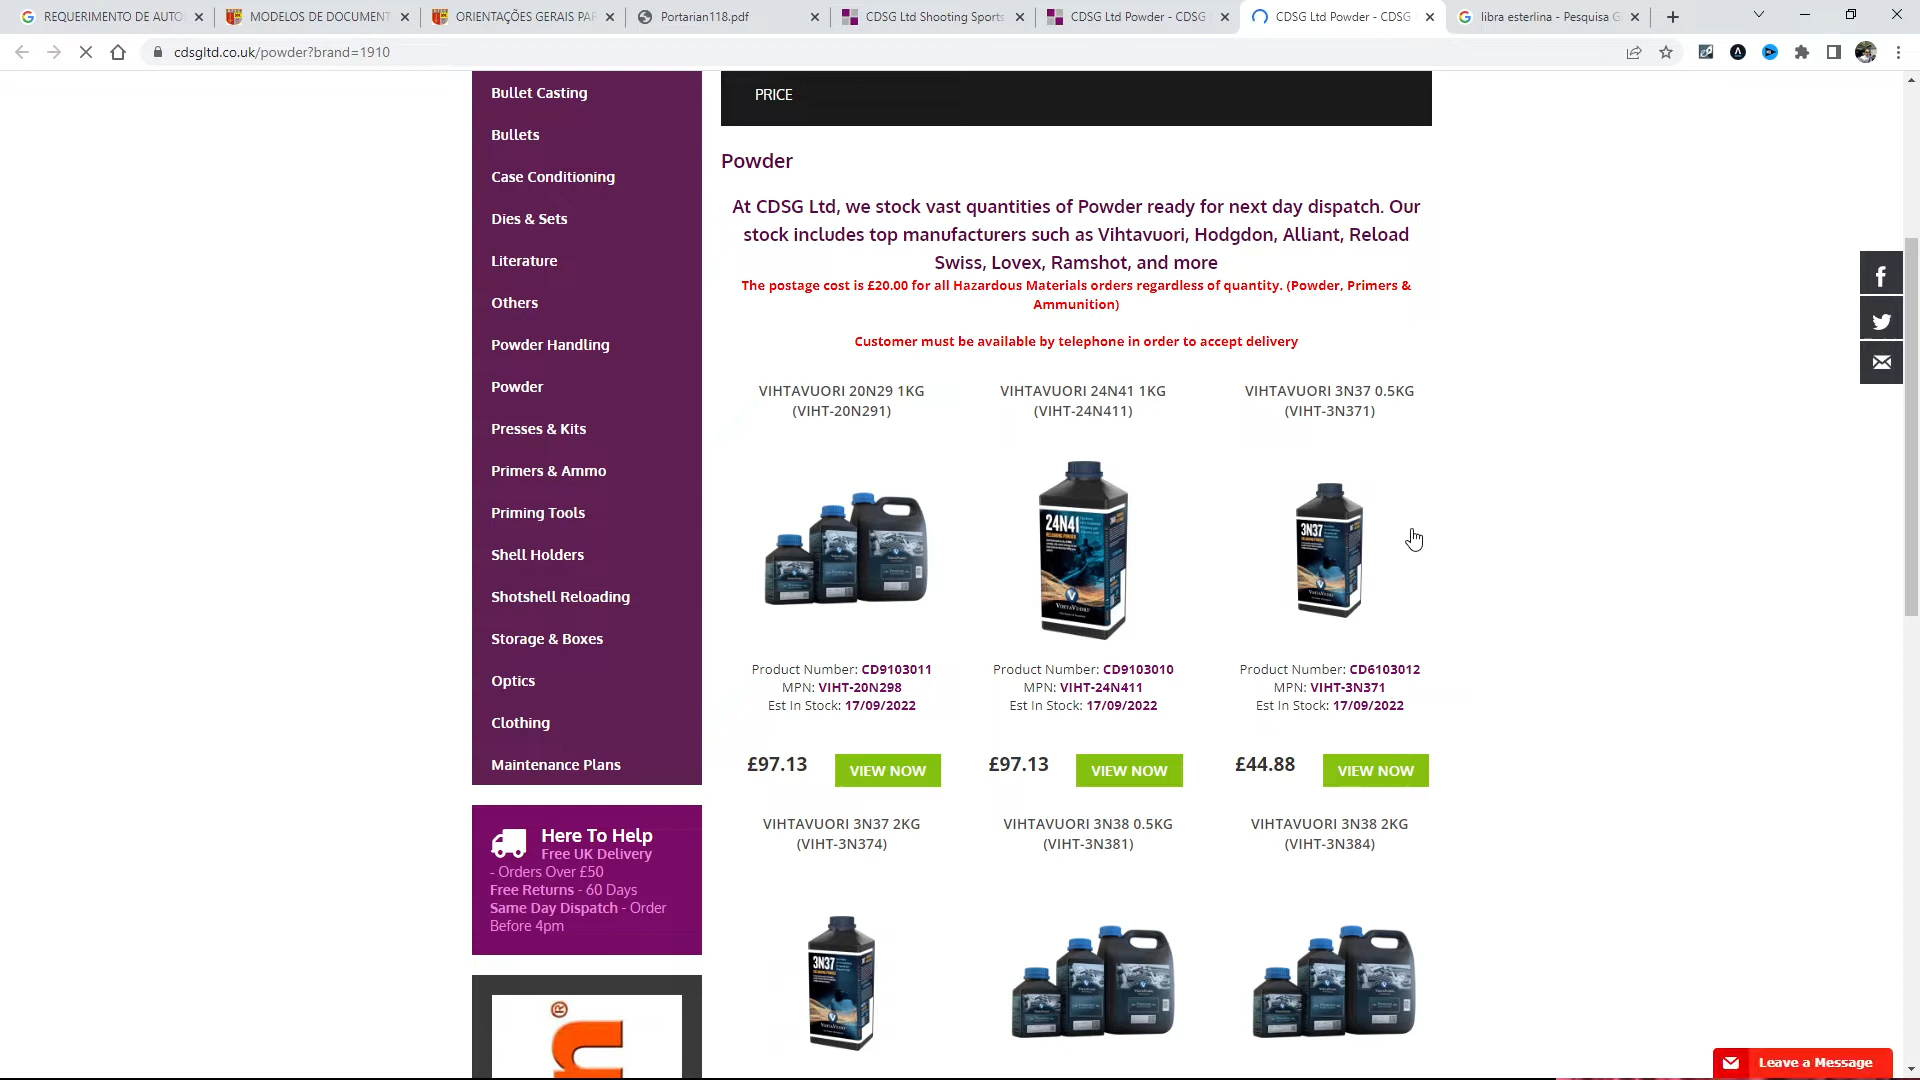 REQUERIMENTO DE AUTO
MODELOS DE DOCUMENT
ORIENTAÇÕES GERAIS PAR
Portarian118.pdf
CDSG Ltd Shooting Sports
CDSG Ltd Powder - CDSG
CDSG Ltd Powder - CDSG
libra esterlina - Pesquisa G
cdsgltd.co.uk/powder?brand=1910
Bullet Casting
Bullets
Case Conditioning
Dies & Sets
Literature
Others
Powder Handling
Powder
Presses & Kits
Primers & Ammo
Priming Tools
Shell Holders
Shotshell Reloading
Storage & Boxes
Optics
Clothing
Maintenance Plans
Here To Help
Free UK Delivery
- Orders Over £50
Free Returns - 60 Days
Same Day Dispatch - Order
Before 4pm
PRICE
Powder
At CDSG Ltd, we stock vast quantities of Powder ready for next day dispatch. Our
stock includes top manufacturers such as Vihtavuori, Hodgdon, Alliant, Reload
Swiss, Lovex, Ramshot, and more
The postage cost is £20.00 for all Hazardous Materials orders regardless of quantity. (Powder, Primers &
Ammunition)
Customer must be available by telephone in order to accept delivery
VIHTAVUORI 20N29 1KG
(VIHT-20N291)
VIHTAVUORI 24N41 1KG
(VIHT-24N411)
VIHTAVUORI 3N37 0.5KG
(VIHT-3N371)
24N41
RELOADING POWDER
VIHTAVUORI
3N37
Product Number: CD9103011
MPN: VIHT-20N298
Est In Stock: 17/09/2022
Product Number: CD9103010
MPN: VIHT-24N411
Est In Stock: 17/09/2022
Product Number: CD6103012
MPN: VIHT-3N371
Est In Stock: 17/09/2022
£97.13
VIEW NOW
£97.13
VIEW NOW
£44.88
VIEW NOW
VIHTAVUORI 3N37 2KG
(VIHT-3N374)
VIHTAVUORI 3N38 0.5KG
(VIHT-3N381)
VIHTAVUORI 3N38 2KG
(VIHT-3N384)
3N37
Leave a Message